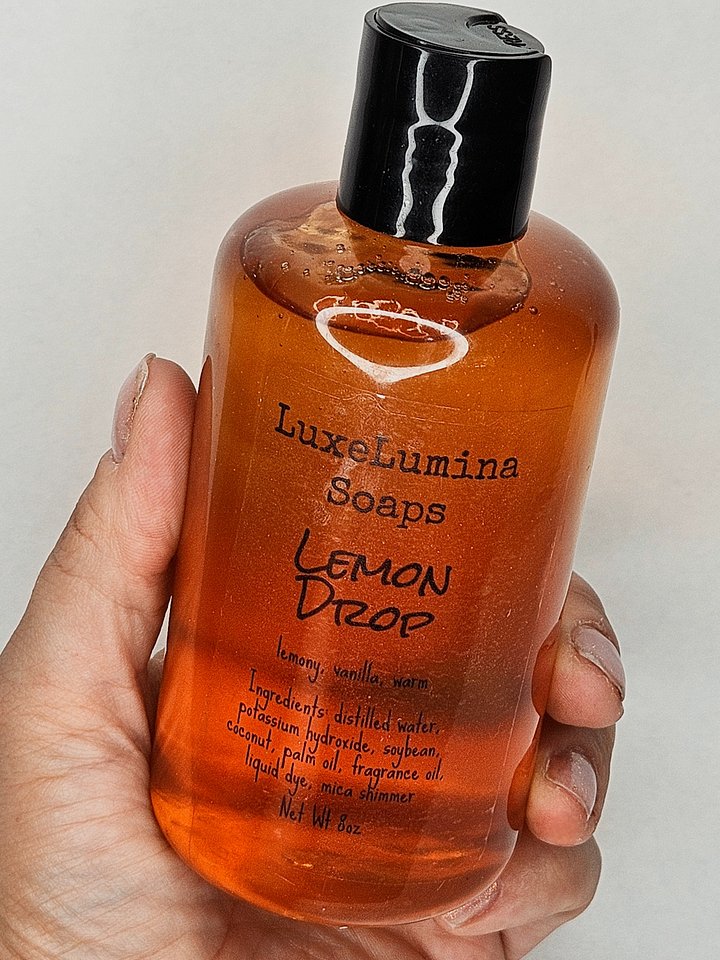 Press
LuxeLumina
Soaps
LEMON
DROP
lemony, vanilla, warm
Ingredients: distilled water,
potassium hydroxide, soybean,
coconut, palm oil, fragrance oil,
liquid dye, mica shimmer
Net Wt 8oz